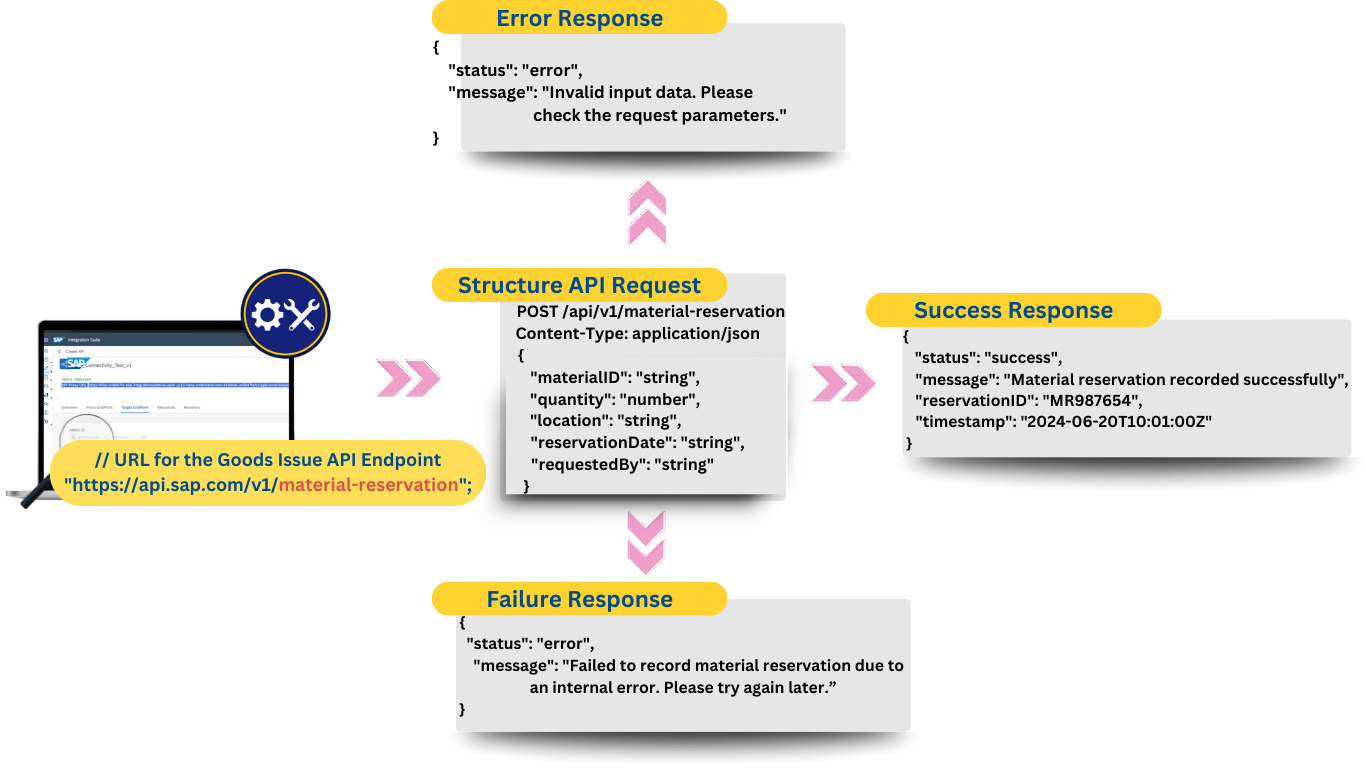 Error Response
{
"status": "error",
"message": "Invalid input data. Please
check the request parameters."
}
SAP Integration Suite
Create API
SAP
Connectivity_Test_v1
Status: Deployed
Overview
Proxy EndPoint
Target EndPoint
Resources
Revisions
// URL for the Goods Issue API Endpoint
"https://api.sap.com/v1/material-reservation";
Structure API Request
POST /api/v1/material-reservation
Content-Type: application/json
{
"materialID": "string",
"quantity": "number",
"location": "string",
"reservationDate": "string",
"requestedBy": "string"
}
Success Response
{
"status": "success",
"message": "Material reservation recorded successfully",
"reservationID": "MR987654",
"timestamp": "2024-06-20T10:01:00Z"
}
Failure Response
{
"status": "error",
"message": "Failed to record material reservation due to
an internal error. Please try again later.”
}